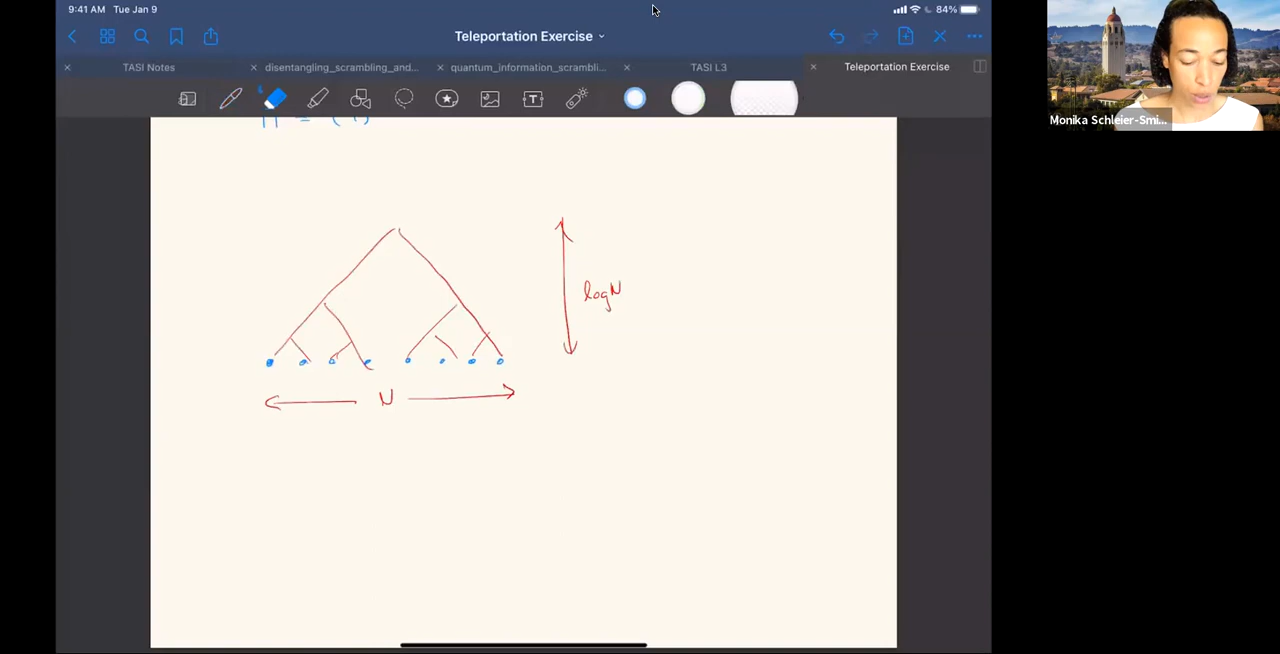 9:41 AM Tue Jan 9
84%
Teleportation Exercise
TASI Notes
disentangling_scrambling_and...
quantum_information_scrambli...
TASI L3
Teleportation Exercise
Monika Schleier-Smi...
log N
N